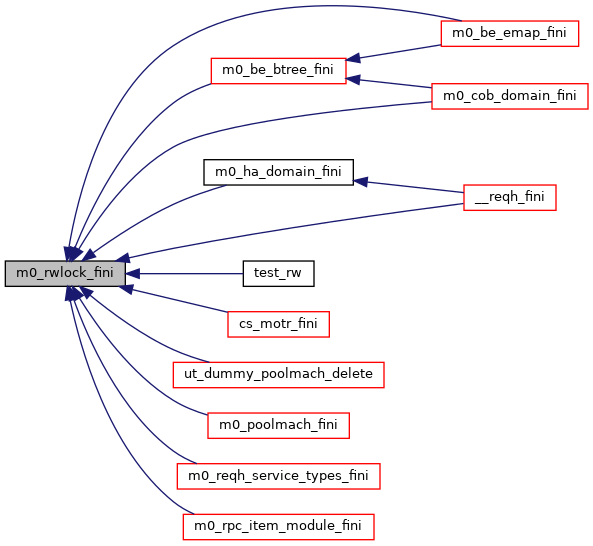 m0_be_emap_fini
m0_be_btree_fini
m0_cob_domain_fini
m0_ha_domain_fini
__reqh_fini
m0_rwlock_fini
test_rw
cs_motr_fini
ut_dummy_poolmach_delete
m0_poolmach_fini
m0_reqh_service_types_fini
m0_rpc_item_module_fini